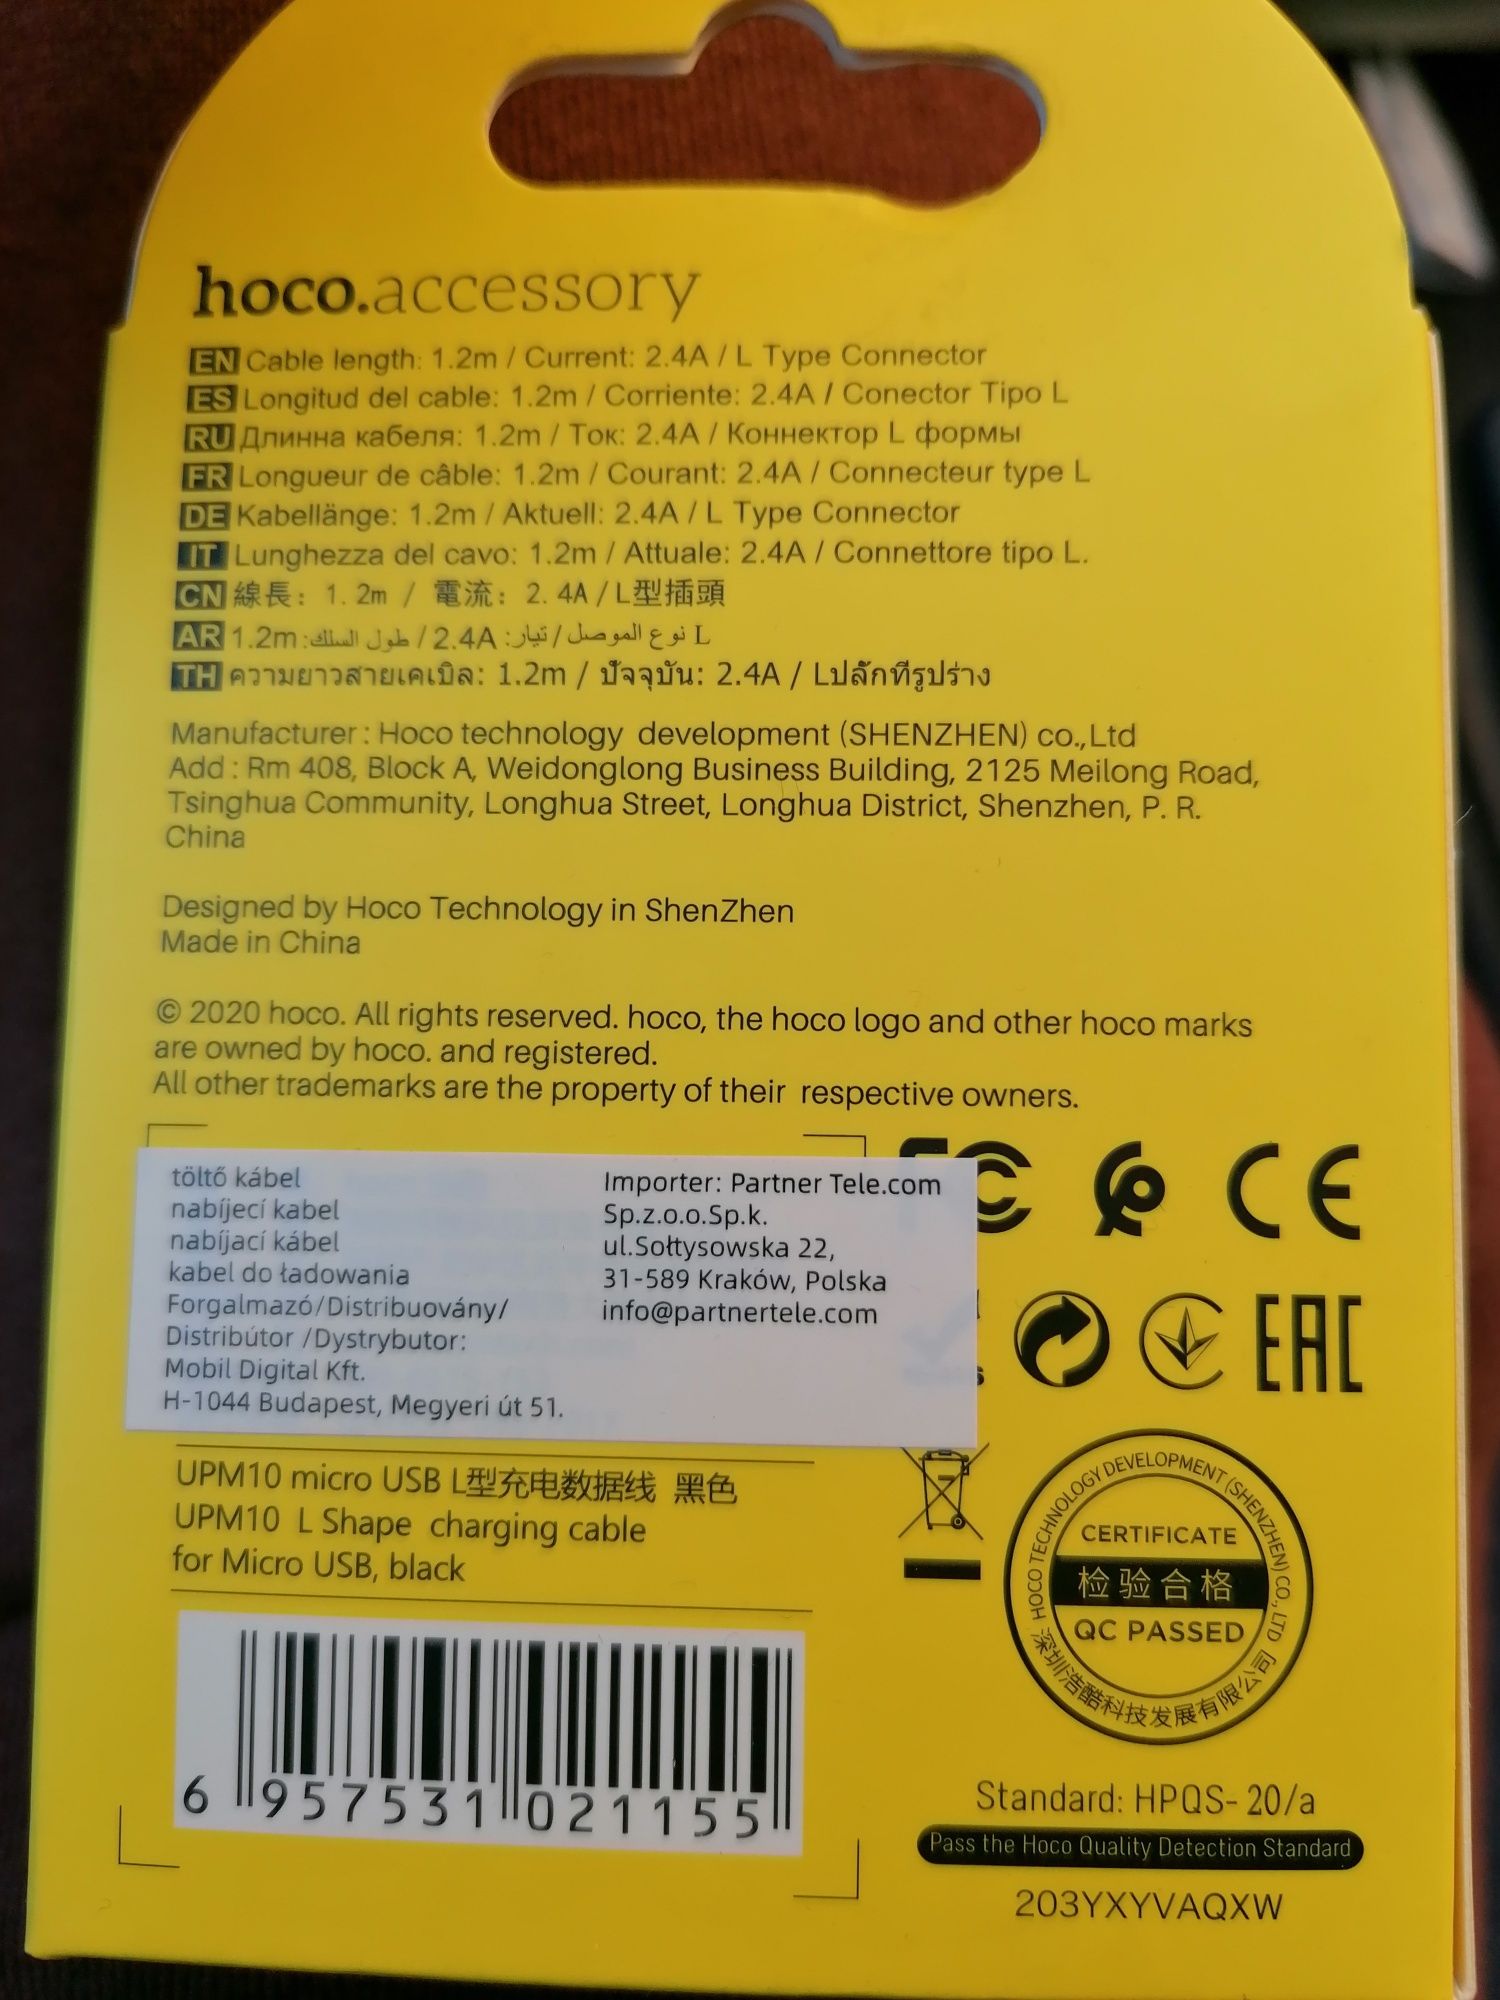 hoco.accessory
EN Cable length: 1.2m / Current: 2.4A / L Type Connector
ES Longitud del cable: 1.2m / Corriente: 2.4A / Conector Tipo L
RU Длинна кабеля: 1.2m / Ток: 2.4A / Коннектор L формы
FR Longueur de câble: 1.2m / Courant: 2.4A / Connecteur type L
DE Kabellänge: 1.2m / Aktuell: 2.4A / L Type Connector
IT Lunghezza del cavo: 1.2m / Attuale: 2.4A / Connettore tipo L.
CN 線長：1.2m / 電流：2.4A / L型插頭
AR 1.2m :طول السلك / 2.4A :تيار / نوع الموصل L
TH ความยาวสายเคเบิล: 1.2m / ปัจจุบัน: 2.4A / Lปลั๊กที่รูปร่าง
Manufacturer : Hoco technology development (SHENZHEN) co.,Ltd
Add : Rm 408, Block A, Weidonglong Business Building, 2125 Meilong Road,
Tsinghua Community, Longhua Street, Longhua District, Shenzhen, P. R.
China
Designed by Hoco Technology in ShenZhen
Made in China
© 2020 hoco. All rights reserved. hoco, the hoco logo and other hoco marks
are owned by hoco. and registered.
All other trademarks are the property of their respective owners.
töltő kábel
nabíjecí kabel
nabíjací kábel
kabel do ładowania
Forgalmazó/Distribuovány/
Distribútor /Dystrybutor:
Mobil Digital Kft.
H-1044 Budapest, Megyeri út 51.
Importer: Partner Tele.com
Sp.z.o.o.Sp.k.
ul.Sołtysowska 22,
31-589 Kraków, Polska
info@partnertele.com
CE
EAC
UPM10 micro USB L型充电数据线 黑色
UPM10 L Shape charging cable
for Micro USB, black
6 957531 021155
HOCO TECHNOLOGY DEVELOPMENT (SHENZHEN) CO., LTD
CERTIFICATE
检验合格
QC PASSED
深圳浩酷科技发展有限公司
Standard: HPQS- 20/a
Pass the Hoco Quality Detection Standard
203YXYVAQXW